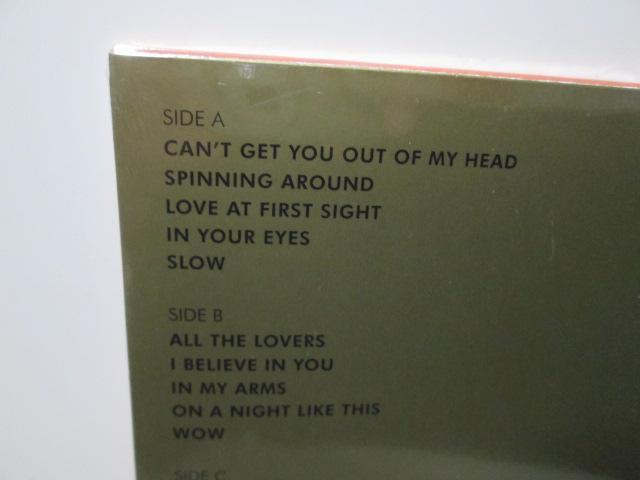 SIDE A
CAN'T GET YOU OUT OF MY HEAD
SPINNING AROUND
LOVE AT FIRST SIGHT
IN YOUR EYES
SLOW
SIDE B
ALL THE LOVERS
I BELIEVE IN YOU
IN MY ARMS
ON A NIGHT LIKE THIS
WOW
SIDE C